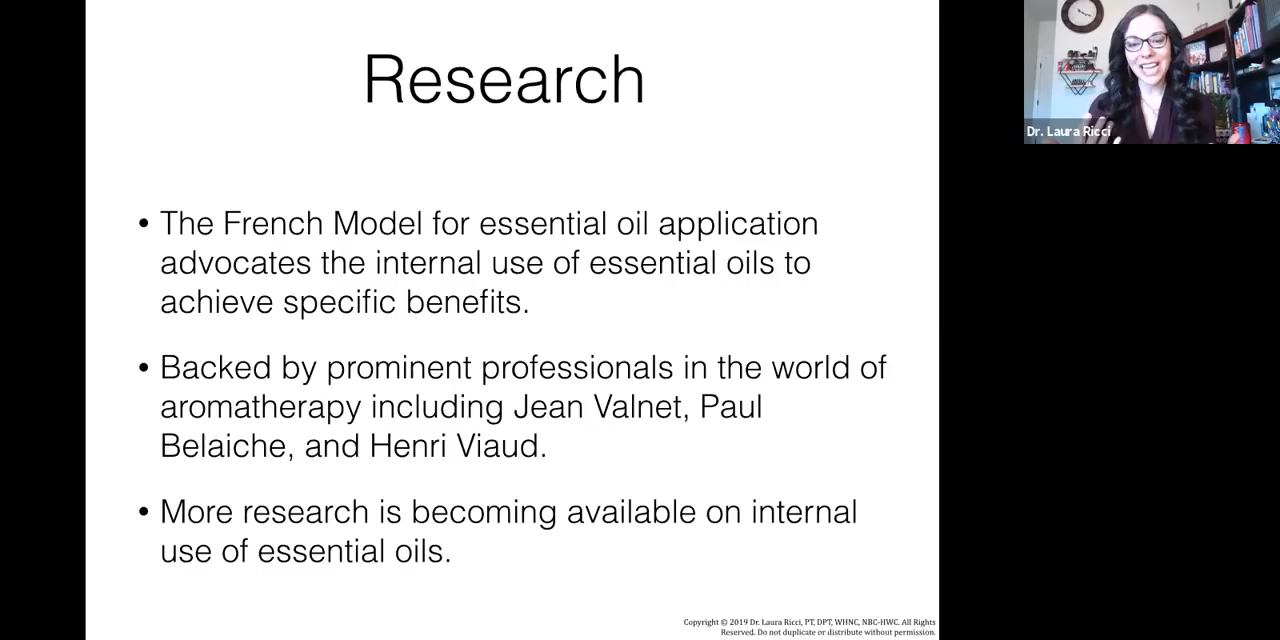 Research
• The French Model for essential oil application
advocates the internal use of essential oils to
achieve specific benefits.
• Backed by prominent professionals in the world of
aromatherapy including Jean Valnet, Paul
Belaiche, and Henri Viaud.
• More research is becoming available on internal
use of essential oils.
Copyright © 2019 Dr. Laura Ricci, PT, DPT, WHNC, NBC-HWC. All Rights
Reserved. Do not duplicate or distribute without permission.
Dr. Laura Ricci